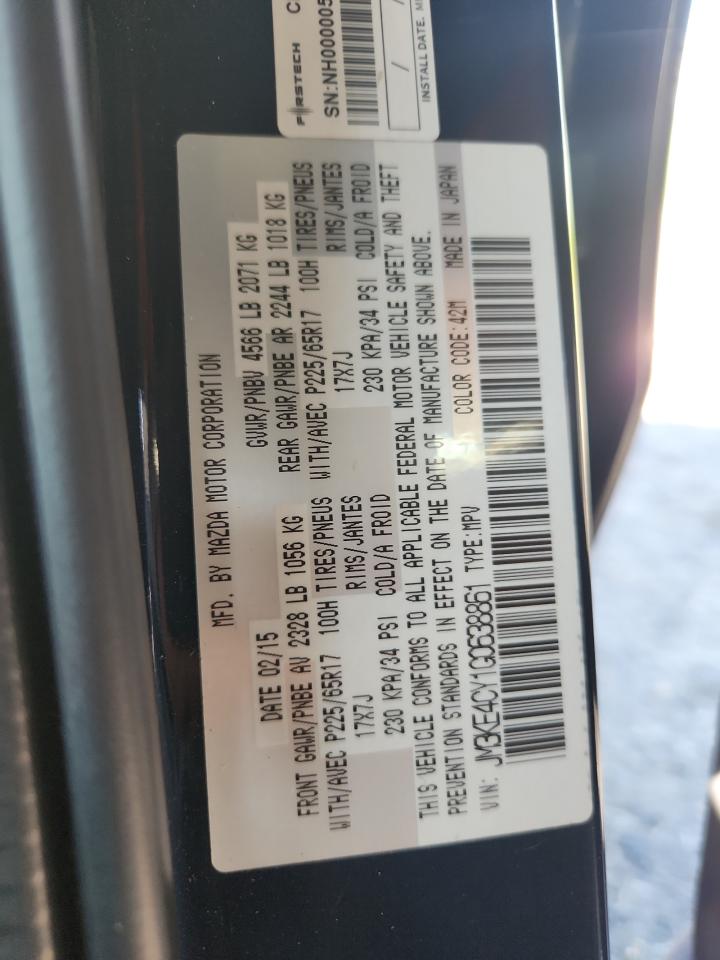 FIRSTECH
SN:NH0000005
INSTALL DATE.
MFD. BY MAZDA MOTOR CORPORATION
DATE 02/15 GVWR/PNBV 4566 LB 2071 KG
FRONT GAWR/PNBE AV 2328 LB 1056 KG REAR GAWR/PNBE AR 2244 LB 1018 KG
WITH/AVEC P225/65R17 100H TIRES/PNEUS WITH/AVEC P225/65R17 100H TIRES/PNEUS
17X7J RIMS/JANTES 17X7J RIMS/JANTES
230 KPA/34 PSI COLD/A FROID 230 KPA/34 PSI COLD/A FROID
THIS VEHICLE CONFORMS TO ALL APPLICABLE FEDERAL MOTOR VEHICLE SAFETY AND THEFT
PREVENTION STANDARDS IN EFFECT ON THE DATE OF MANUFACTURE SHOWN ABOVE.
VIN: JM3KE4CY1G0638861 TYPE:MPV COLOR CODE:42M MADE IN JAPAN